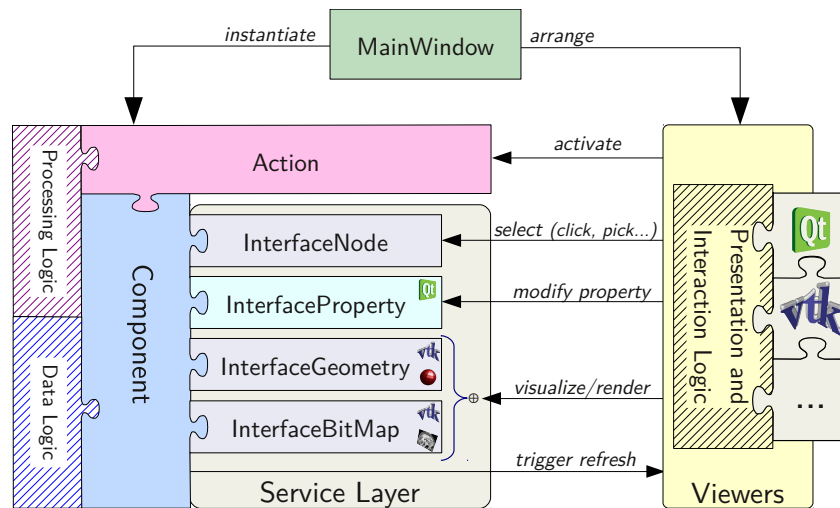 instantiate
MainWindow
arrange
Processing Logic
Action
activate
Component
InterfaceNode
select (click, pick...)
Qt
InterfaceProperty
Qt
modify property
Presentation and
Interaction Logic
vtk
InterfaceGeometry
vtk
visualize/render
Data Logic
InterfaceBitMap
vtk
...
trigger refresh
Service Layer
Viewers